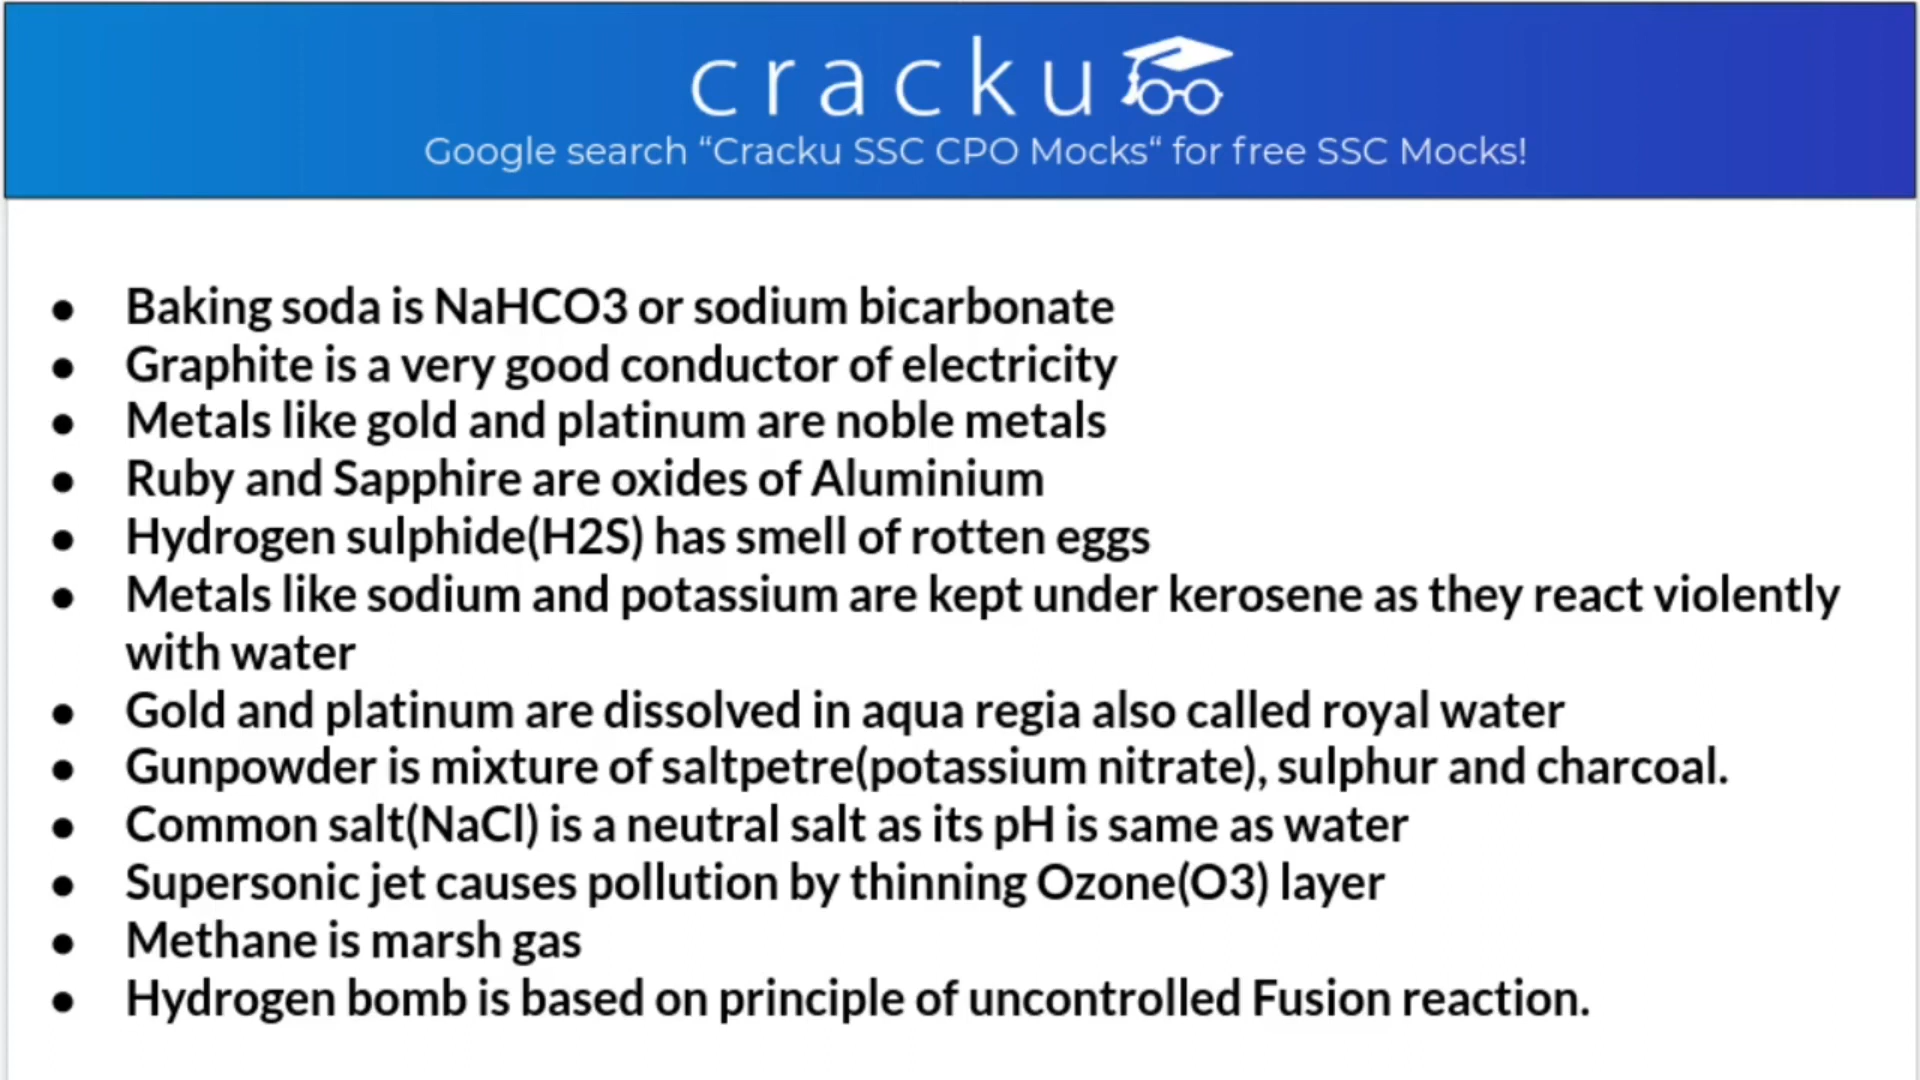 cracku
Google search “Cracku SSC CPO Mocks“ for free SSC Mocks!
● Baking soda is NaHCO3 or sodium bicarbonate
● Graphite is a very good conductor of electricity
● Metals like gold and platinum are noble metals
● Ruby and Sapphire are oxides of Aluminium
● Hydrogen sulphide(H2S) has smell of rotten eggs
● Metals like sodium and potassium are kept under kerosene as they react violently
with water
● Gold and platinum are dissolved in aqua regia also called royal water
● Gunpowder is mixture of saltpetre(potassium nitrate), sulphur and charcoal.
● Common salt(NaCl) is a neutral salt as its pH is same as water
● Supersonic jet causes pollution by thinning Ozone(O3) layer
● Methane is marsh gas
● Hydrogen bomb is based on principle of uncontrolled Fusion reaction.